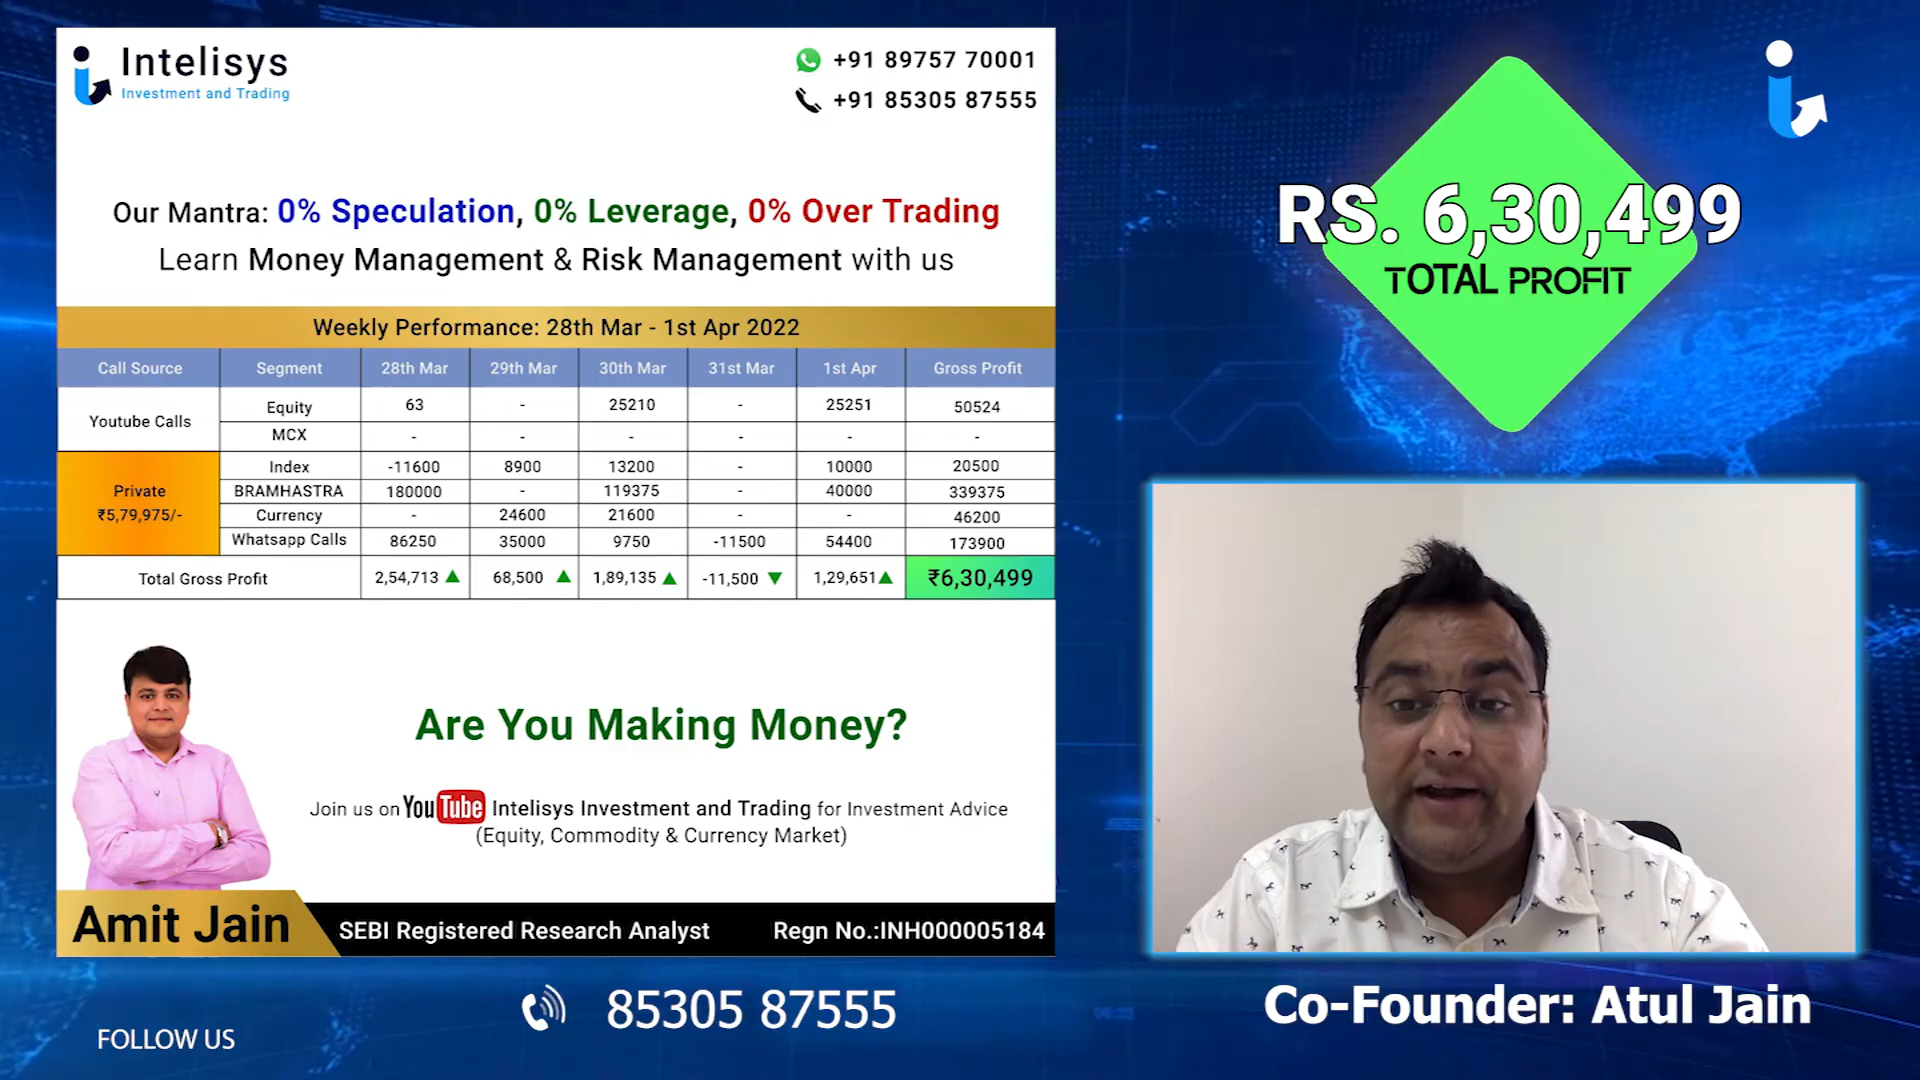 Intelisys
Investment and Trading
+91 89757 70001
+91 85305 87555
Our Mantra: 0% Speculation, 0% Leverage, 0% Over Trading
Learn Money Management & Risk Management with us
Weekly Performance: 28th Mar - 1st Apr 2022
Call Source Segment 28th Mar 29th Mar 30th Mar 31st Mar 1st Apr Gross Profit
Youtube Calls
Equity 63 - 25210 - 25251 50524
MCX - - - - - -
Private
₹5,79,975/-
Index -11600 8900 13200 - 10000 20500
BRAMHASTRA 180000 - 119375 - 40000 339375
Currency - 24600 21600 - - 46200
Whatsapp Calls 86250 35000 9750 -11500 54400 173900
Total Gross Profit 2,54,713 68,500 1,89,135 -11,500 1,29,651 ₹6,30,499
Are You Making Money?
Join us on YouTube Intelisys Investment and Trading for Investment Advice
(Equity, Commodity & Currency Market)
Amit Jain
SEBI Registered Research Analyst Regn No.:INH000005184
RS. 6,30,499
TOTAL PROFIT
FOLLOW US
85305 87555
Co-Founder: Atul Jain